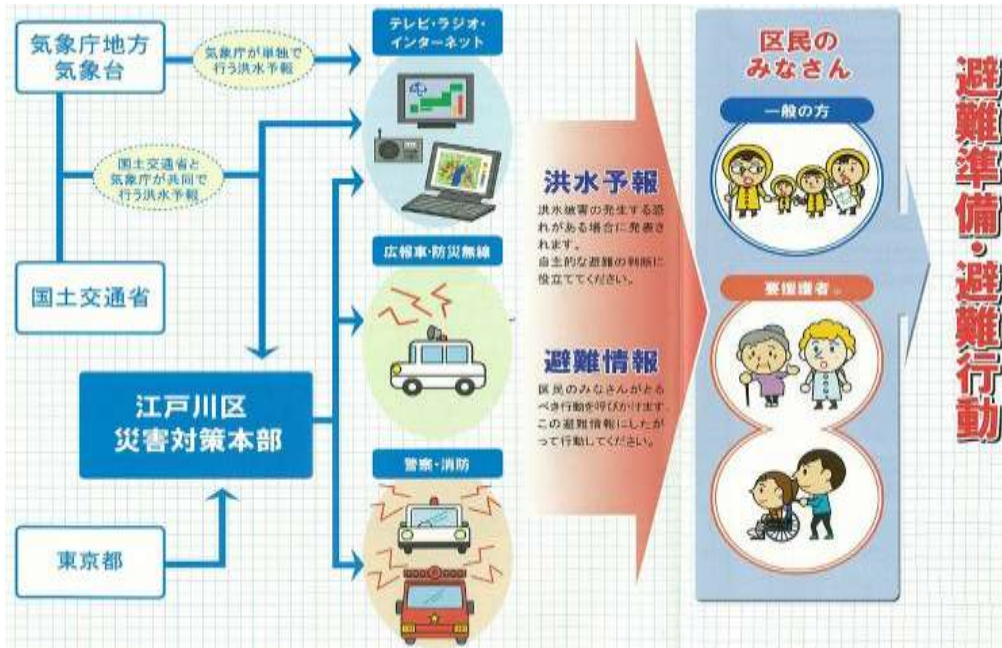 気象庁地方
気象台
気象庁が単独で
行う洪水予報
国土交通省と
気象庁が共同で
行う洪水予報
国土交通省
江戸川区
災害対策本部
東京都
テレビ・ラジオ・
インターネット
広報車・防災無線
警察・消防
洪水予報
洪水被害の発生する恐
れがある場合に発表さ
れます。
自主的な避難の判断に
役立ててください。
避難情報
区民のみなさんがとる
べき行動を呼びかけます
この避難情報にしたが
って行動してください。
区民の
みなさん
一般の方
要援護者
避難準備・避難行動